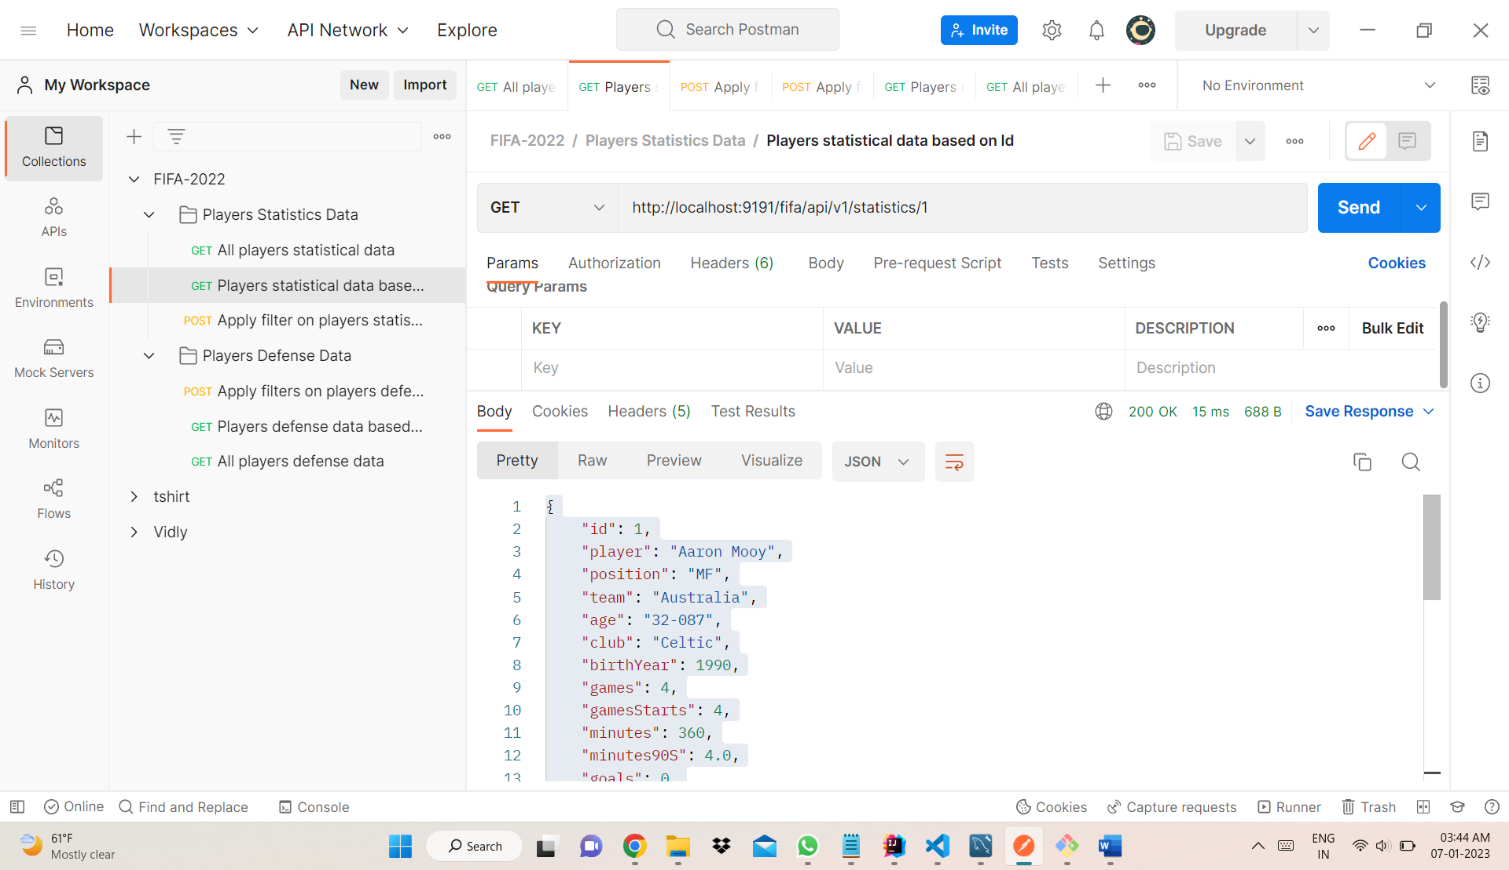 Home
Workspaces
API Network
Explore
Search Postman
Invite
Upgrade
My Workspace
New
Import
GET All playe
GET Players s
POST Apply f
POST Apply f
GET Players
GET All playe
No Environment
Collections
APIs
Environments
Mock Servers
Monitors
Flows
History
FIFA-2022
Players Statistics Data
GET All players statistical data
GET Players statistical data base...
POST Apply filter on players statis...
Players Defense Data
POST Apply filters on players defe...
GET Players defense data based...
GET All players defense data
tshirt
Vidly
FIFA-2022 / Players Statistics Data / Players statistical data based on Id
Save
GET
http://localhost:9191/fifa/api/v1/statistics/1
Send
Params
Authorization
Headers (6)
Body
Pre-request Script
Tests
Settings
Cookies
Query Params
KEY
VALUE
DESCRIPTION
Bulk Edit
Key
Value
Description
Body
Cookies
Headers (5)
Test Results
200 OK
15 ms
688 B
Save Response
Pretty
Raw
Preview
Visualize
JSON
1 {
2 "id": 1,
3 "player": "Aaron Mooy",
4 "position": "MF",
5 "team": "Australia",
6 "age": "32-087",
7 "club": "Celtic",
8 "birthYear": 1990,
9 "games": 4,
10 "gamesStarts": 4,
11 "minutes": 360,
12 "minutes90S": 4.0,
13 "goals": 0
Online
Find and Replace
Console
Cookies
Capture requests
Runner
Trash
61°F
Mostly clear
Search
ENG
IN
03:44 AM
07-01-2023